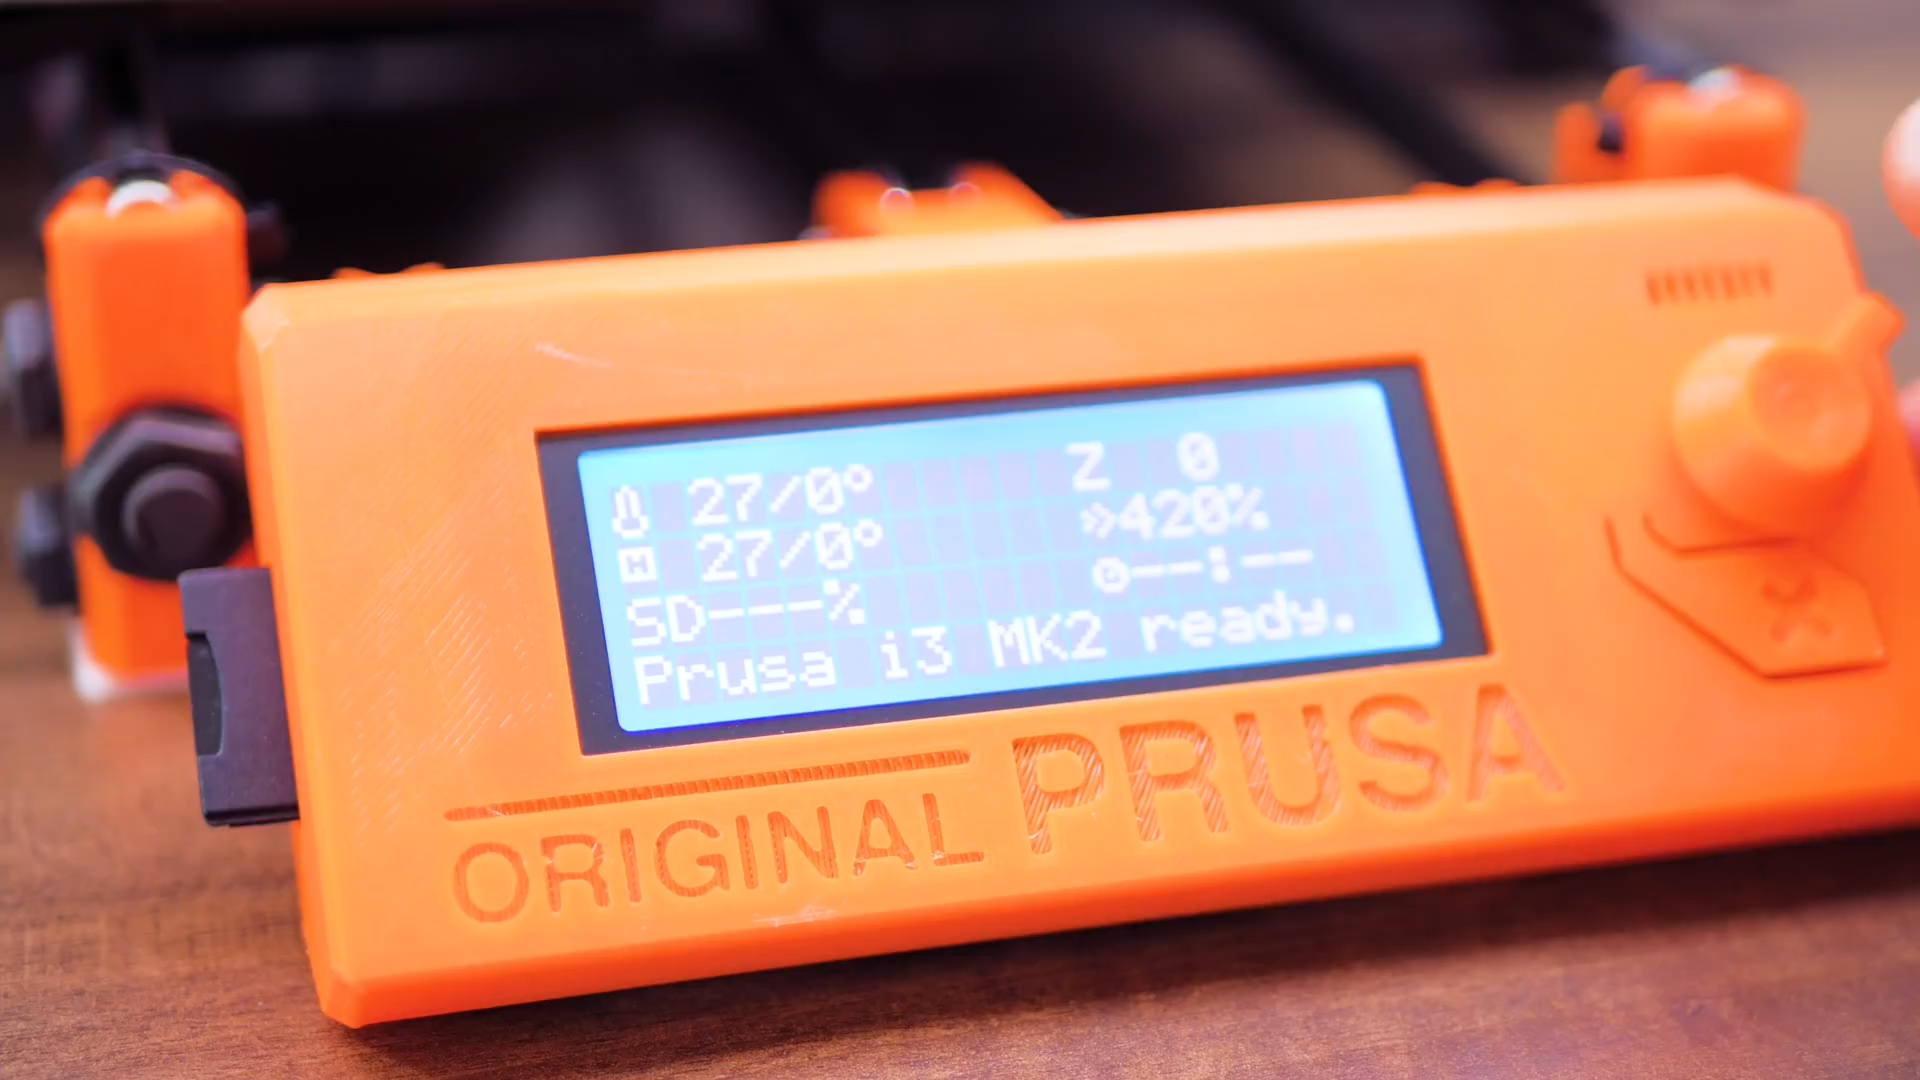 27/0° Z 0
27/0° 420%
SD---% --:--
Prusa i3 MK2 ready.
ORIGINAL PRUSA